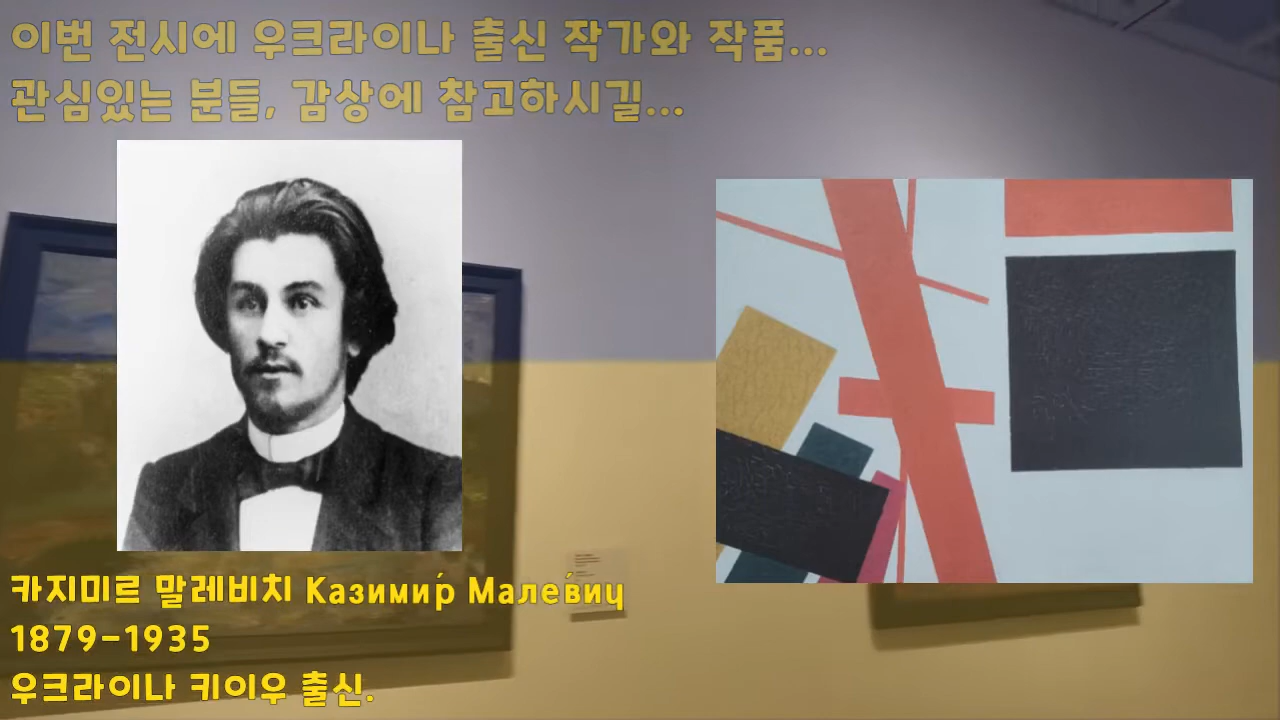 이번 전시에 우크라이나 출신 작가와 작품...
관심있는 분들, 감상에 참고하시길...
카지미르 말레비치 Казими́р Мале́виц
1879-1935
우크라이나 키이우 출신.